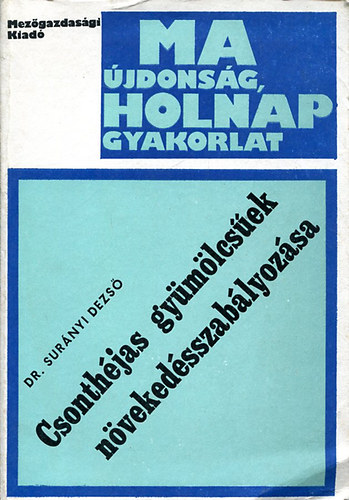 Mezőgazdasági
Kiadó
MA
ÚJDONSÁG,
HOLNAP
GYAKORLAT
DR. SURÁNYI DEZSŐ
Csonthéjas gyümölcsűek
növekedésszabályozása